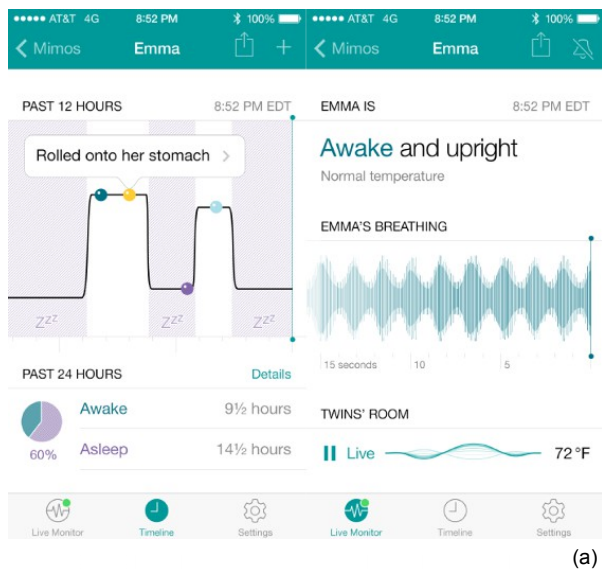 AT&T 4G 8:52 PM 100%
Mimos Emma
PAST 12 HOURS 8:52 PM EDT
Rolled onto her stomach
Zzz Zzz Zzz
PAST 24 HOURS Details
Awake 9½ hours
60% Asleep 14½ hours
Live Monitor Timeline Settings
AT&T 4G 8:52 PM 100%
Mimos Emma
EMMA IS 8:52 PM EDT
Awake and upright
Normal temperature
EMMA'S BREATHING
15 seconds 10 5
TWINS' ROOM
Live 72 °F
Live Monitor Timeline Settings
(a)